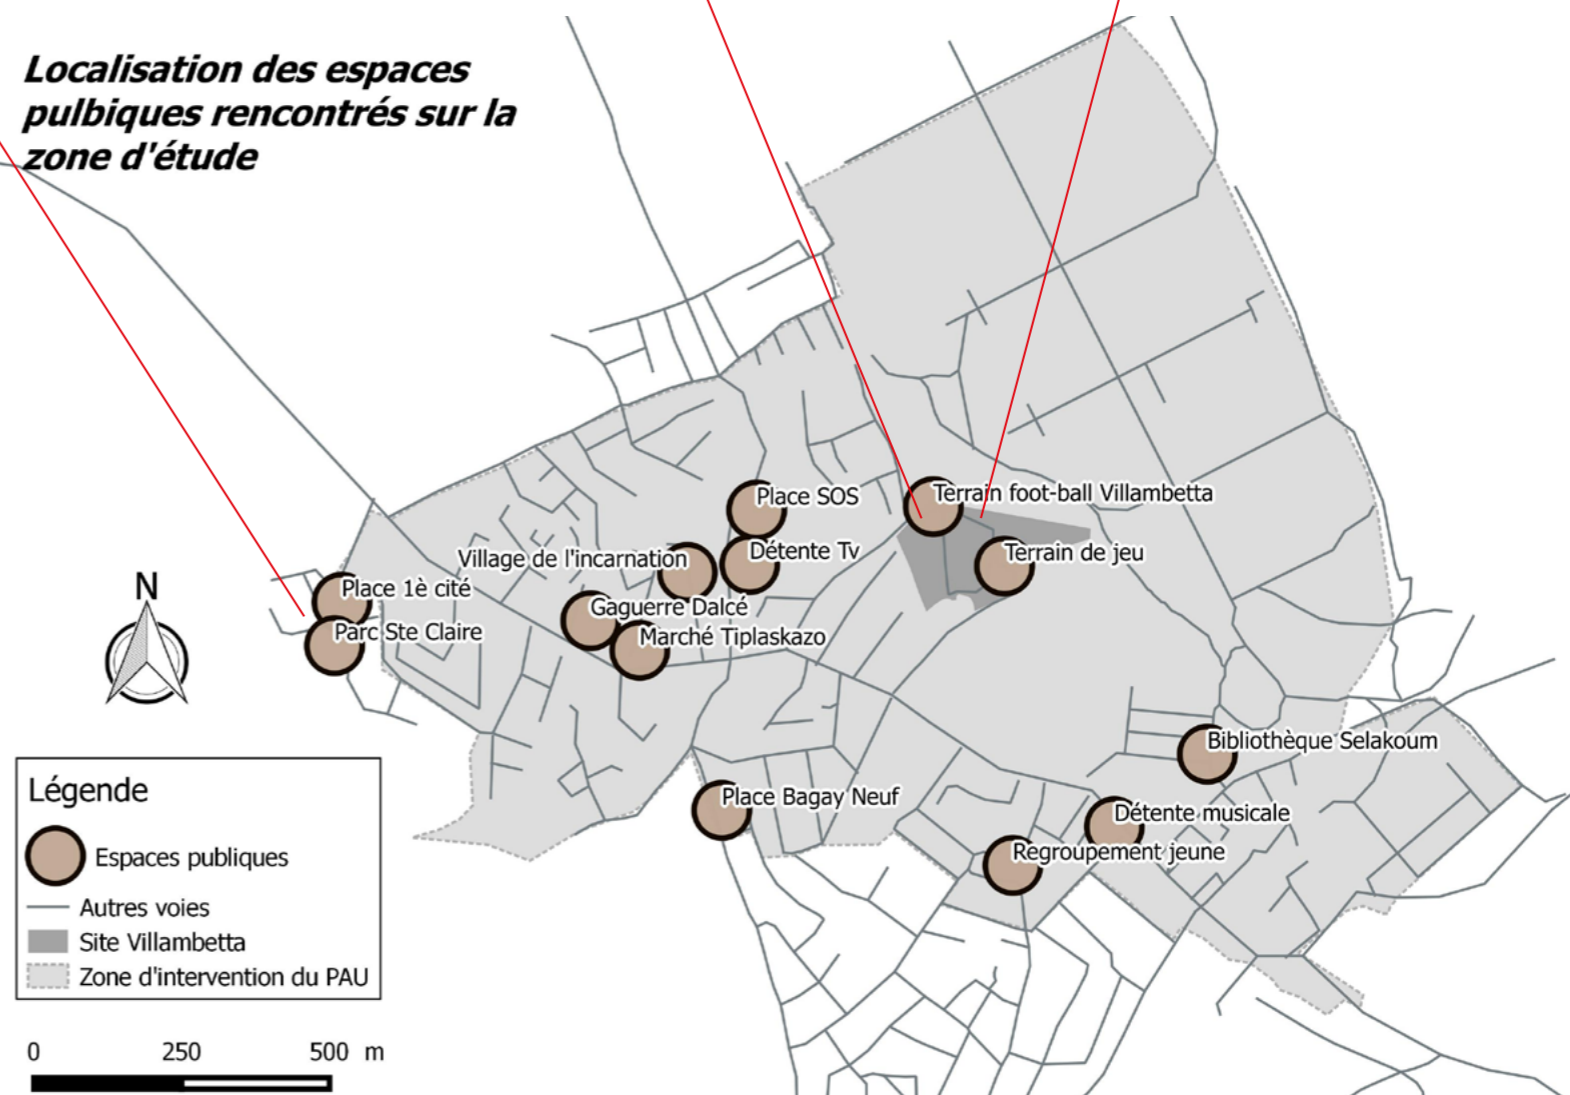 Localisation des espaces
pulbiques rencontrés sur la
zone d'étude
Place SOS
Terrain foot-ball Villambetta
Village de l'incarnation
Détente Tv
Terrain de jeu
Place 1è cité
Gaguerre Dalcé
Parc Ste Claire
Marché Tiplaskazo
Bibliothèque Selakoum
Place Bagay Neuf
Détente musicale
Regroupement jeune
N
Légende
Espaces publiques
Autres voies
Site Villambetta
Zone d'intervention du PAU
0 250 500 m